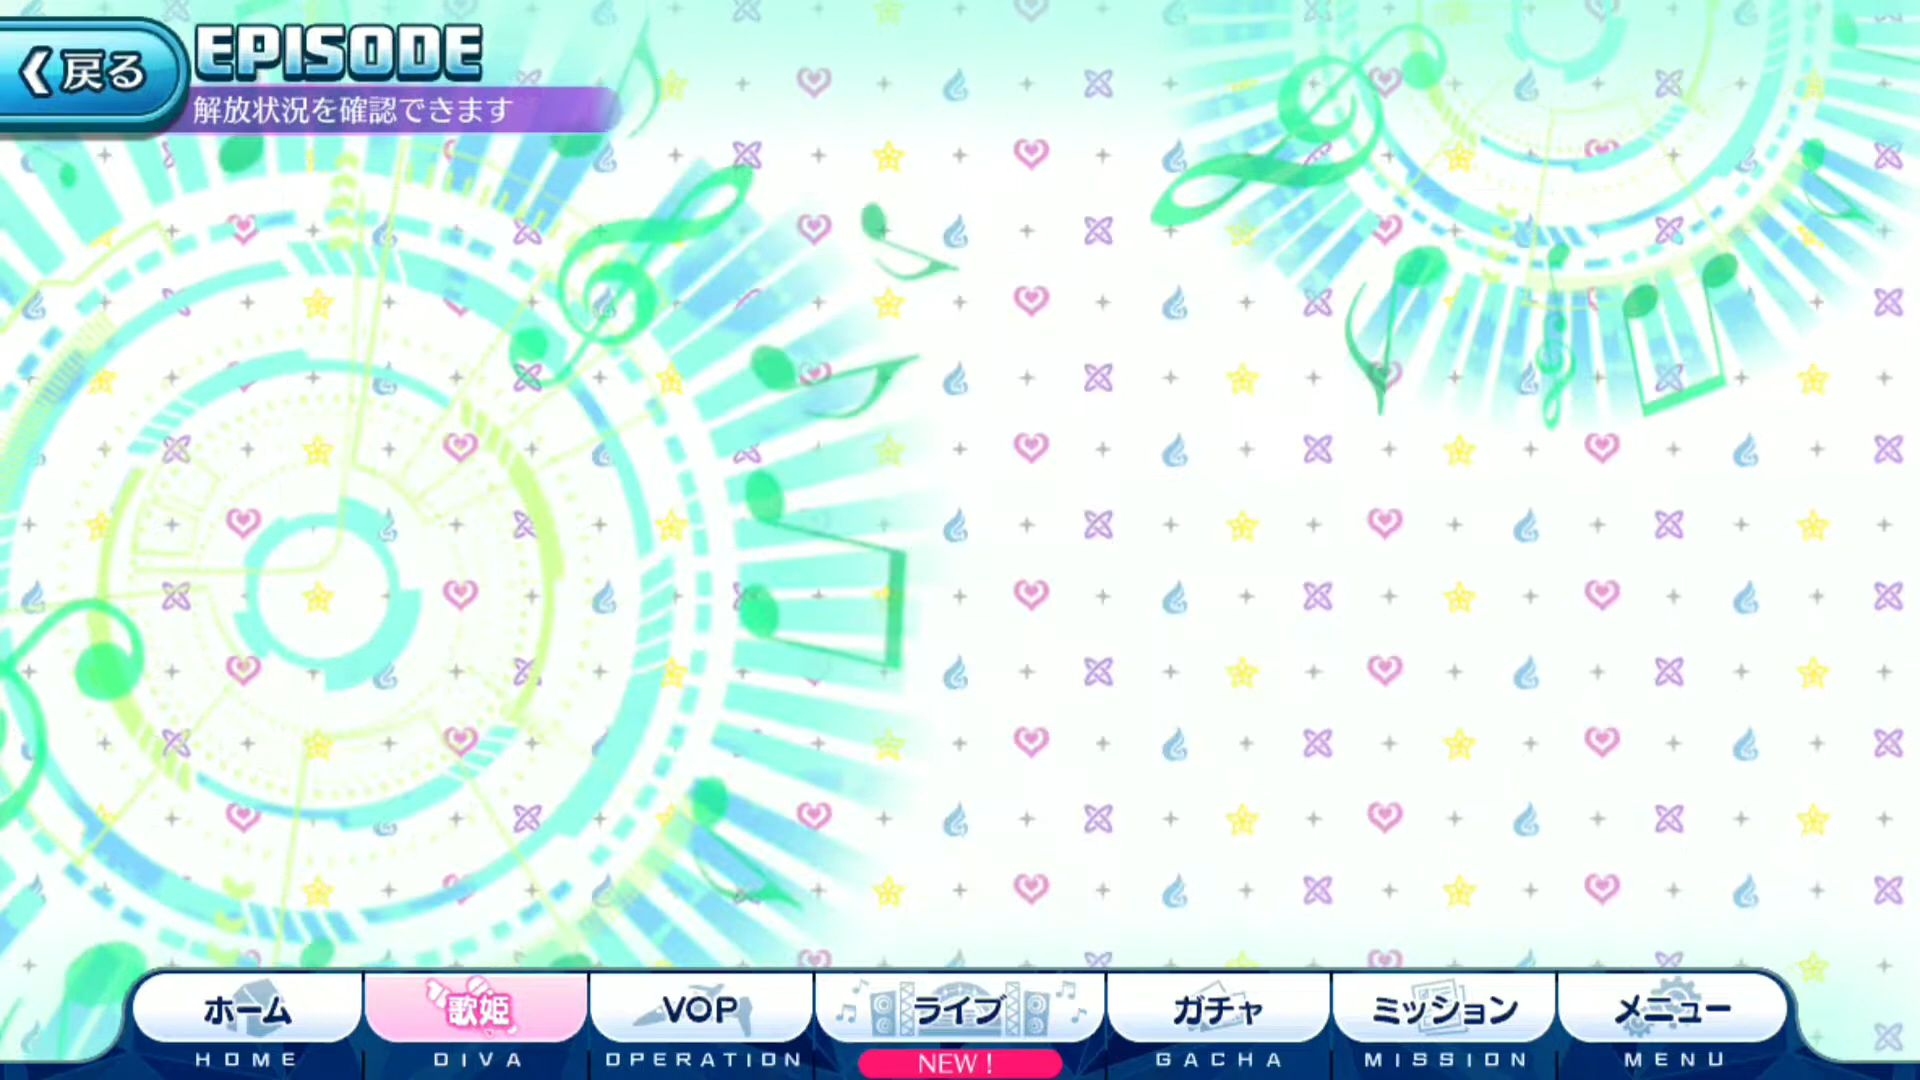 戻る
EPISODE
解放状況を確認できます
ホーム
HOME
歌姫
DIVA
VOP
OPERATION
ライブ
NEW!
ガチャ
GACHA
ミッション
MISSION
メニュー
MENU